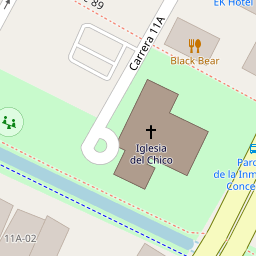 EK Hotel
89
Carrera 11A
Black Bear
Iglesia
del Chico
Parq
de la Inm
Conce
11A-02